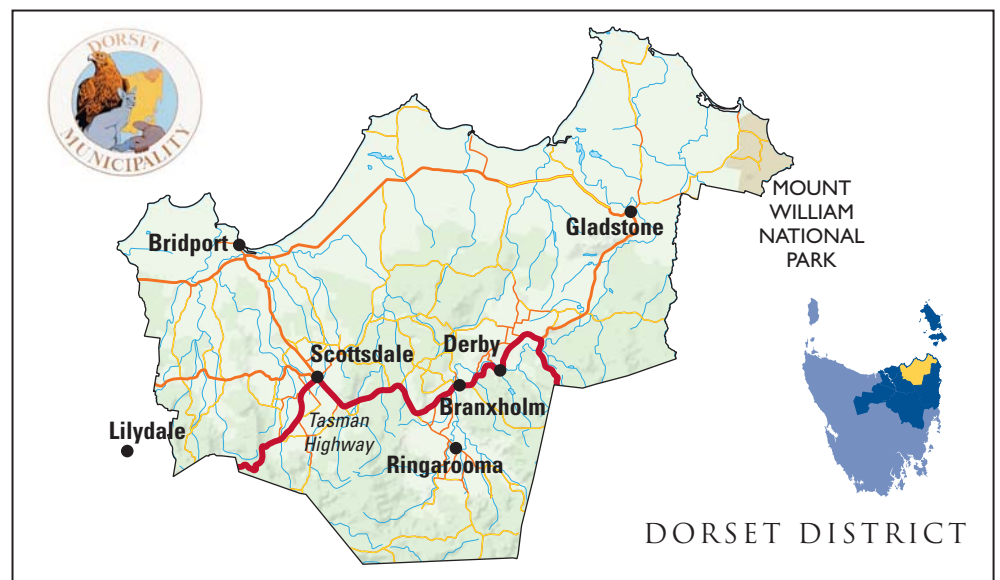 DORSET
MUNICIPALITY
MOUNT
WILLIAM
NATIONAL
PARK
Gladstone
Bridport
Derby
Scottsdale
Branxholm
Tasman
Highway
Lilydale
Ringarooma
DORSET DISTRICT